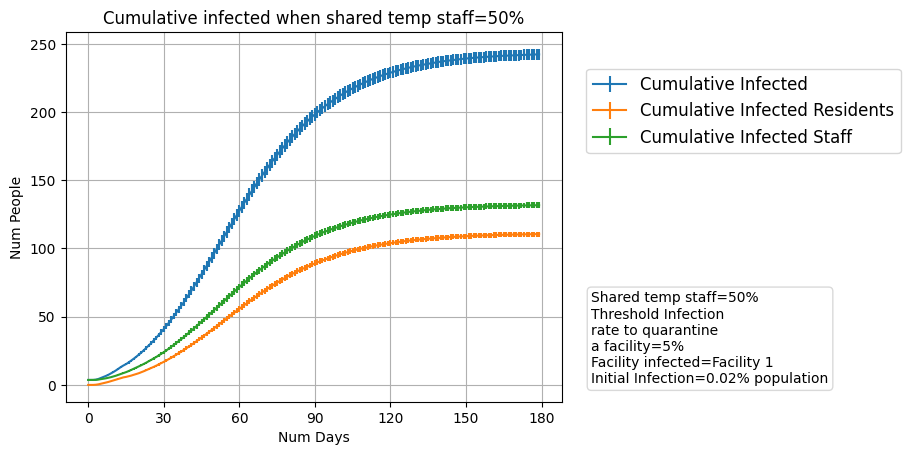 Cumulative infected when shared temp staff=50%
Num People
250
200
150
100
50
0
0 30 60 90 120 150 180
Num Days
Cumulative Infected
Cumulative Infected Residents
Cumulative Infected Staff
Shared temp staff=50%
Threshold Infection
rate to quarantine
a facility=5%
Facility infected=Facility 1
Initial Infection=0.02% population